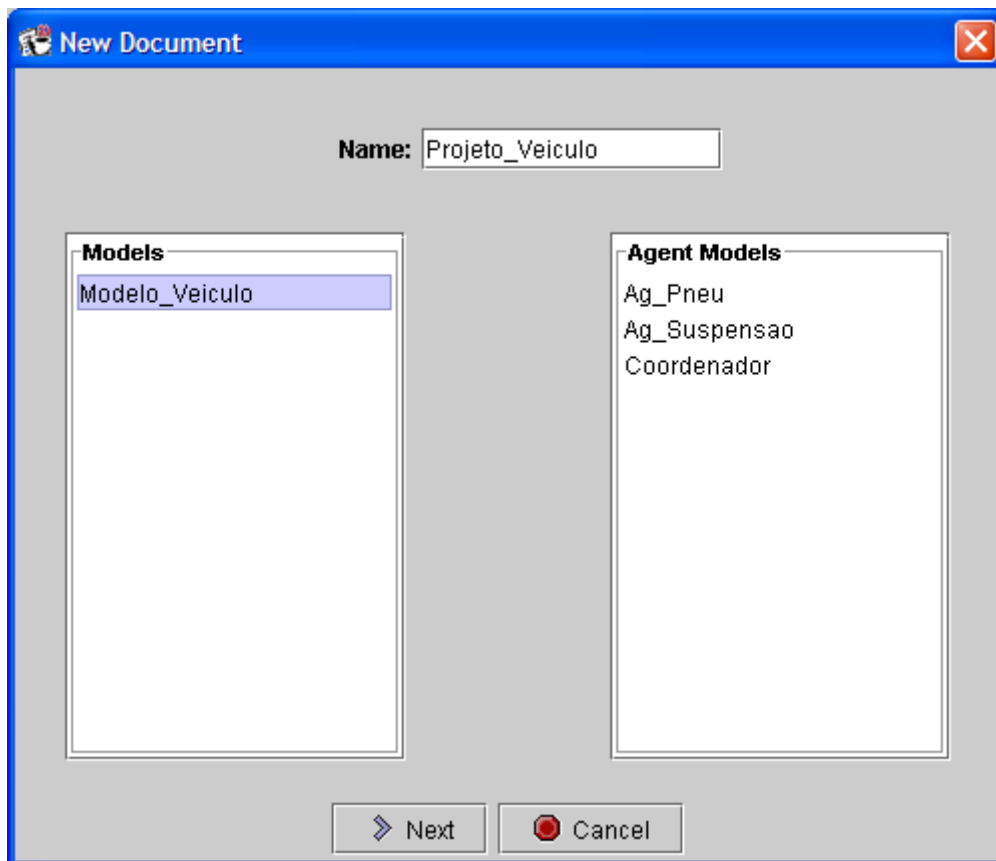 New Document
Name: Projeto_Veiculo
Models
Modelo_Veiculo
Agent Models
Ag_Pneu
Ag_Suspensao
Coordenador
Next
Cancel